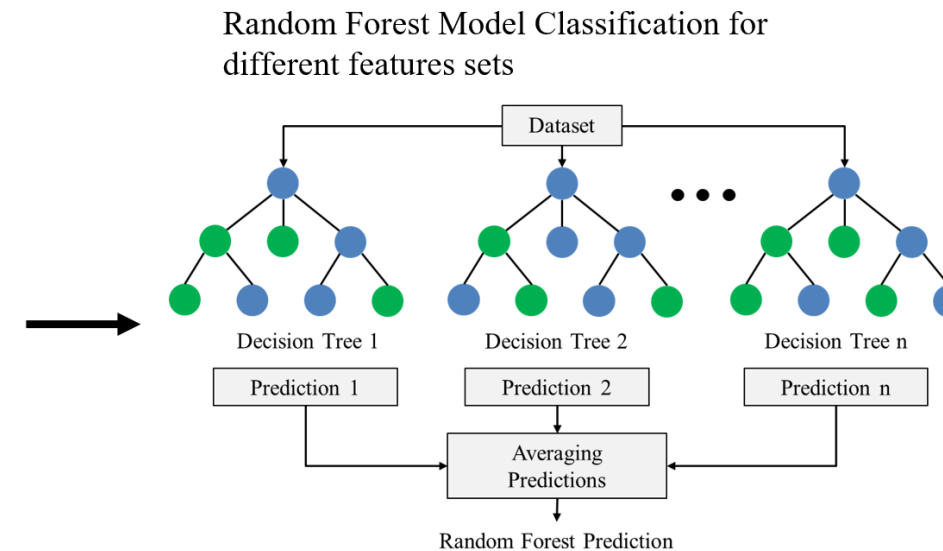 Random Forest Model Classification for
different features sets
Dataset
Decision Tree 1
Decision Tree 2
Decision Tree n
Prediction 1
Prediction 2
Prediction n
Averaging
Predictions
Random Forest Prediction